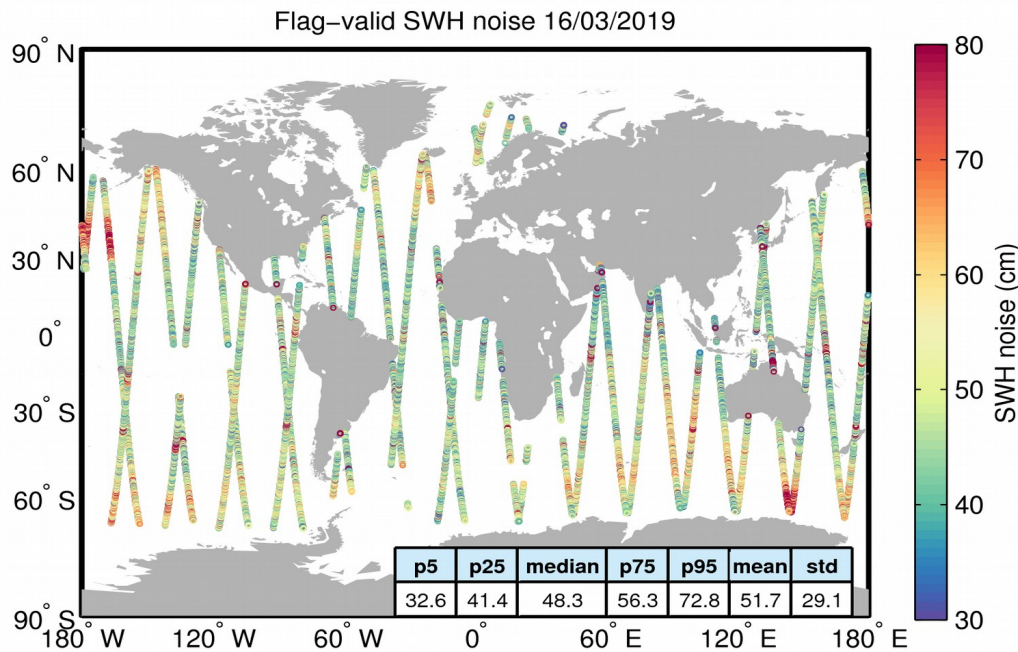 Flag−valid SWH noise 16/03/2019
90° N
60° N
30° N
0°
30° S
60° S
90° S
180° W
120° W
60° W
0°
60° E
120° E
180° E
80
70
60
50
40
30
SWH noise (cm)
p5 p25 median p75 p95 mean std
32.6 41.4 48.3 56.3 72.8 51.7 29.1